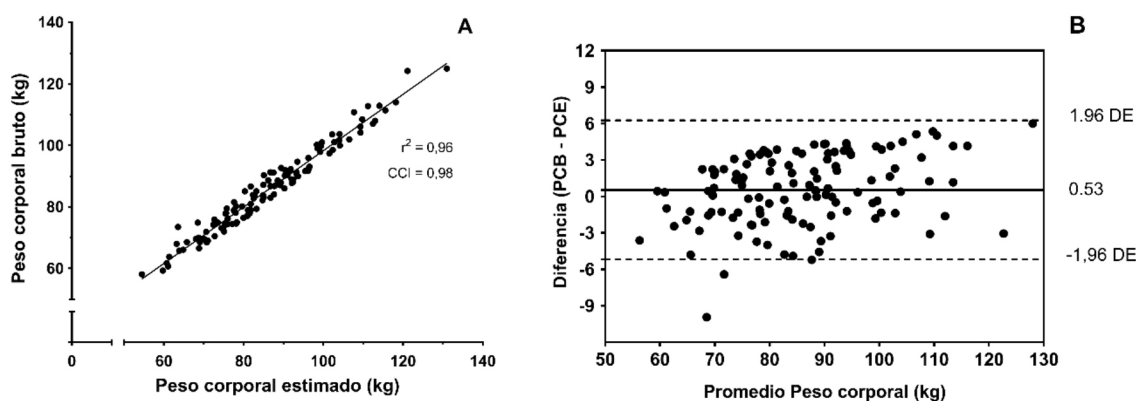 A
Peso corporal bruto (kg)
140
120
100
80
60
r² = 0,96
CCI = 0,98
0
60
80
100
120
140
Peso corporal estimado (kg)
B
Diferencia (PCB - PCE)
12
9
6
3
0
-3
-6
-9
1.96 DE
0.53
-1,96 DE
50
60
70
80
90
100
110
120
130
Promedio Peso corporal (kg)